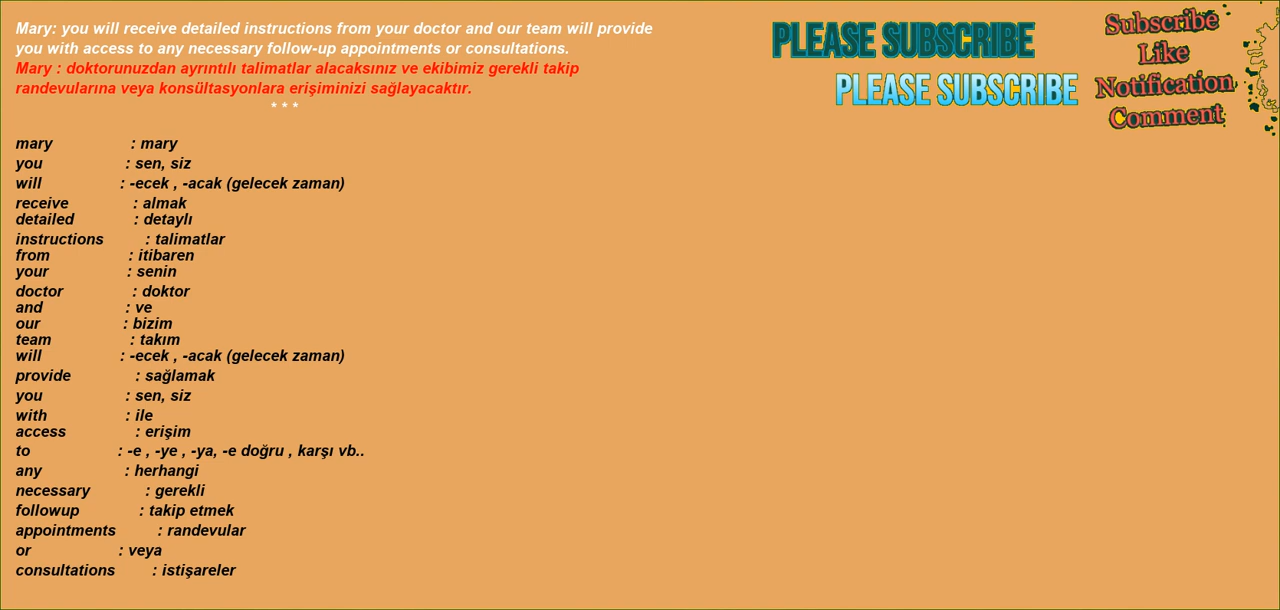 Mary: you will receive detailed instructions from your doctor and our team will provide
you with access to any necessary follow-up appointments or consultations.
Mary : doktorunuzdan ayrıntılı talimatlar alacaksınız ve ekibimiz gerekli takip
randevularına veya konsültasyonlara erişiminizi sağlayacaktır.
* * *
PLEASE SUBSCRIBE
PLEASE SUBSCRIBE
Subscribe
Like
Notification
Comment
mary : mary
you : sen, siz
will : -ecek , -acak (gelecek zaman)
receive : almak
detailed : detaylı
instructions : talimatlar
from : itibaren
your : senin
doctor : doktor
and : ve
our : bizim
team : takım
will : -ecek , -acak (gelecek zaman)
provide : sağlamak
you : sen, siz
with : ile
access : erişim
to : -e , -ye , -ya, -e doğru , karşı vb..
any : herhangi
necessary : gerekli
followup : takip etmek
appointments : randevular
or : veya
consultations : istişareler